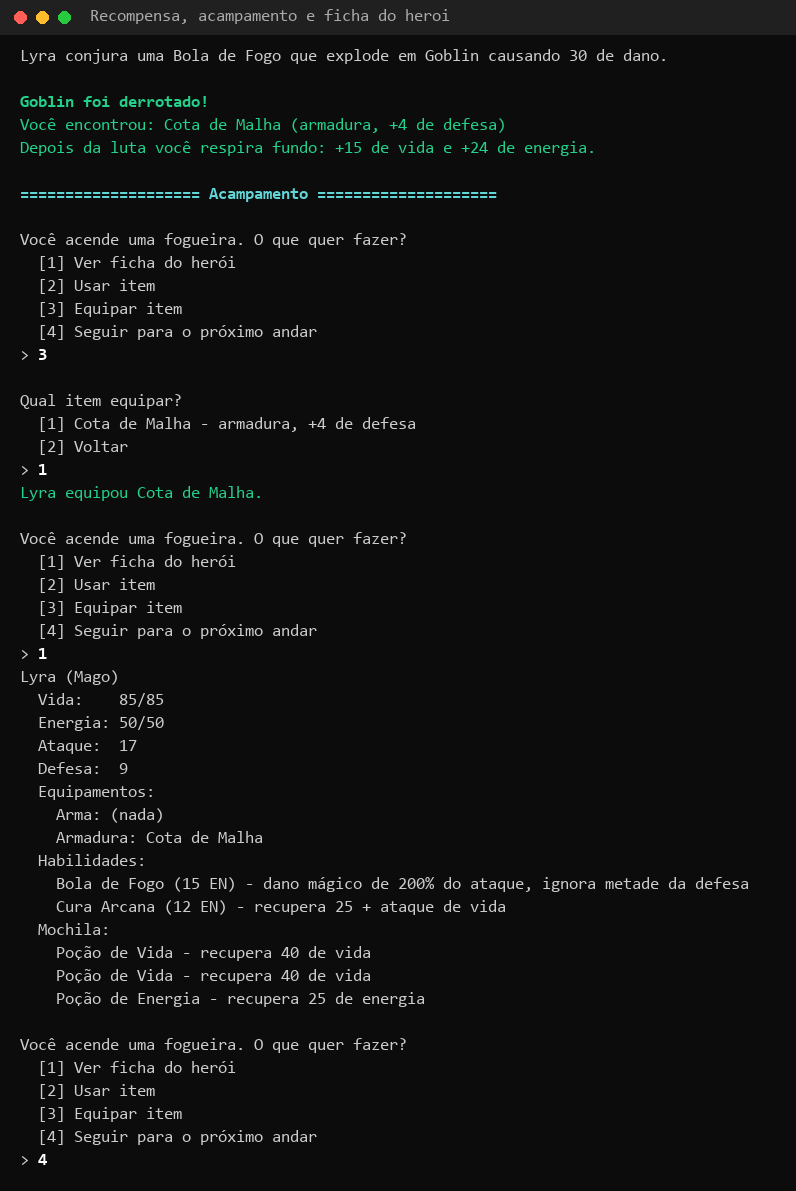 Recompensa, acampamento e ficha do heroi
Lyra conjura uma Bola de Fogo que explode em Goblin causando 30 de dano.
Goblin foi derrotado!
Você encontrou: Cota de Malha (armadura, +4 de defesa)
Depois da luta você respira fundo: +15 de vida e +24 de energia.
==================== Acampamento ====================
Você acende uma fogueira. O que quer fazer?
[1] Ver ficha do herói
[2] Usar item
[3] Equipar item
[4] Seguir para o próximo andar
> 3
Qual item equipar?
[1] Cota de Malha - armadura, +4 de defesa
[2] Voltar
> 1
Lyra equipou Cota de Malha.
Você acende uma fogueira. O que quer fazer?
[1] Ver ficha do herói
[2] Usar item
[3] Equipar item
[4] Seguir para o próximo andar
> 1
Lyra (Mago)
Vida: 85/85
Energia: 50/50
Ataque: 17
Defesa: 9
Equipamentos:
Arma: (nada)
Armadura: Cota de Malha
Habilidades:
Bola de Fogo (15 EN) - dano mágico de 200% do ataque, ignora metade da defesa
Cura Arcana (12 EN) - recupera 25 + ataque de vida
Mochila:
Poção de Vida - recupera 40 de vida
Poção de Vida - recupera 40 de vida
Poção de Energia - recupera 25 de energia
Você acende uma fogueira. O que quer fazer?
[1] Ver ficha do herói
[2] Usar item
[3] Equipar item
[4] Seguir para o próximo andar
> 4